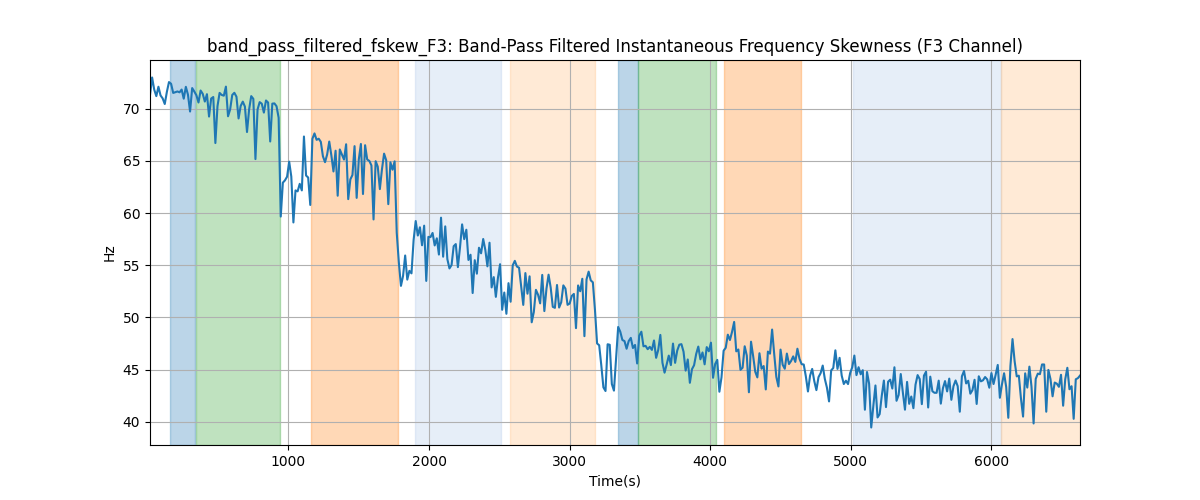 band_pass_filtered_fskew_F3: Band-Pass Filtered Instantaneous Frequency Skewness (F3 Channel)
Hz
70
65
60
55
50
45
40
1000 2000 3000 4000 5000 6000
Time(s)